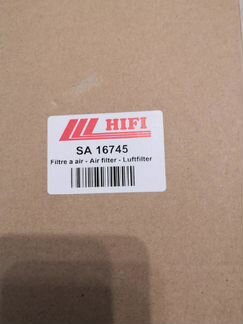 HIFI
SA 16745
Filtre a air - Air filter - Luftfilter